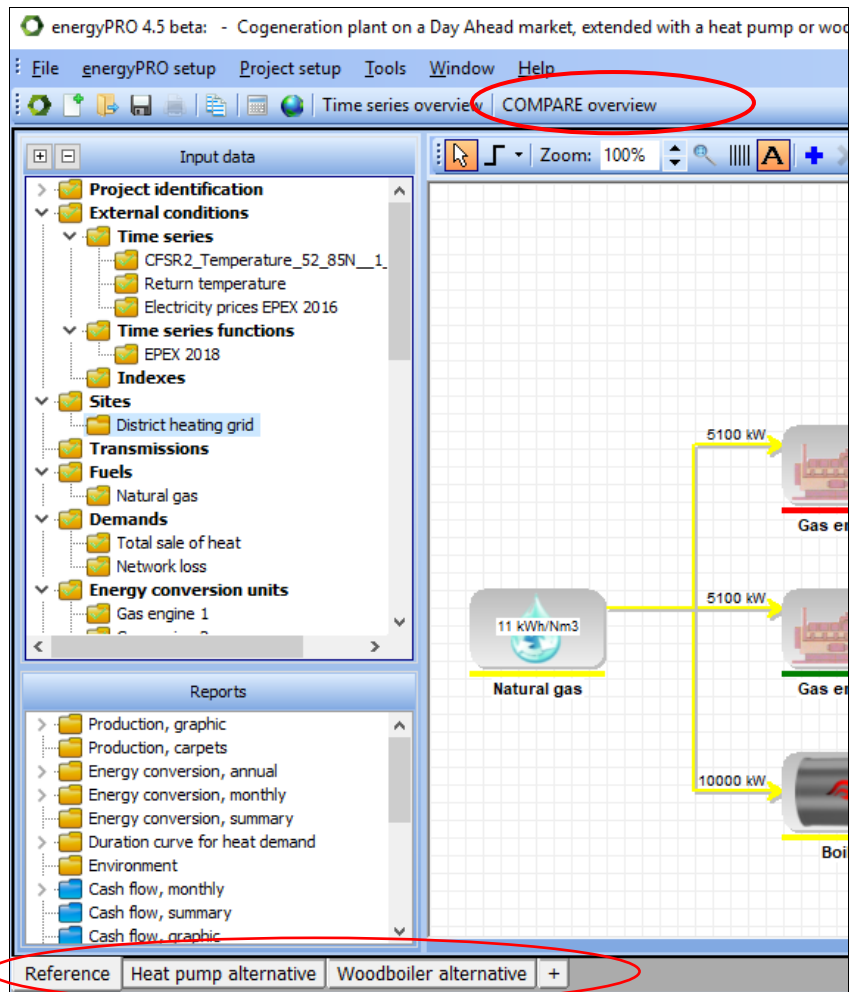 energyPRO 4.5 beta: - Cogeneration plant on a Day Ahead market, extended with a heat pump or woo
File energyPRO setup Project setup Tools Window Help
Time series overview COMPARE overview
Input data
Zoom: 100% A
Project identification
External conditions
Time series
CFSR2_Temperature_52_85N__1_
Return temperature
Electricity prices EPEX 2016
Time series functions
EPEX 2018
Indexes
Sites
District heating grid
Transmissions
Fuels
Natural gas
Demands
Total sale of heat
Network loss
Energy conversion units
Gas engine 1
5100 kW
Gas en
5100 kW
11 kWh/Nm3
Natural gas
Gas en
10000 kW
Boi
Reports
Production, graphic
Production, carpets
Energy conversion, annual
Energy conversion, monthly
Energy conversion, summary
Duration curve for heat demand
Environment
Cash flow, monthly
Cash flow, summary
Cash flow, graphic
Reference Heat pump alternative Woodboiler alternative +